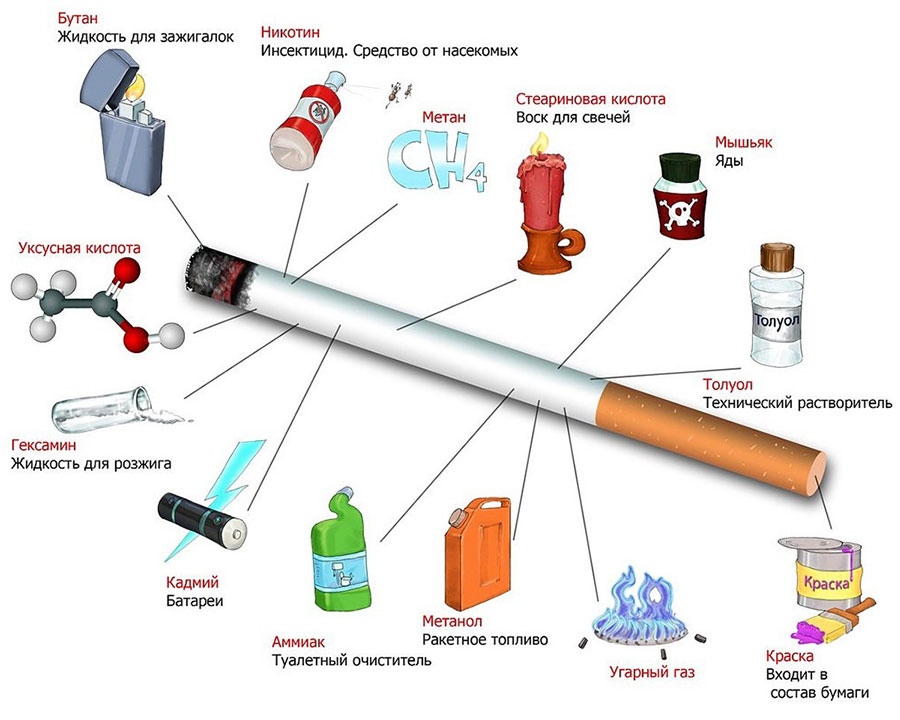 Бутан
Жидкость для зажигалок
Никотин
Инсектицид. Средство от насекомых
Метан
CH4
Стеариновая кислота
Воск для свечей
Мышьяк
Яды
Уксусная кислота
Толуол
Толуол
Технический растворитель
Гексамин
Жидкость для розжига
Кадмий
Батареи
Аммиак
Туалетный очиститель
Метанол
Ракетное топливо
Угарный газ
Краска
Краска
Входит в
состав бумаги